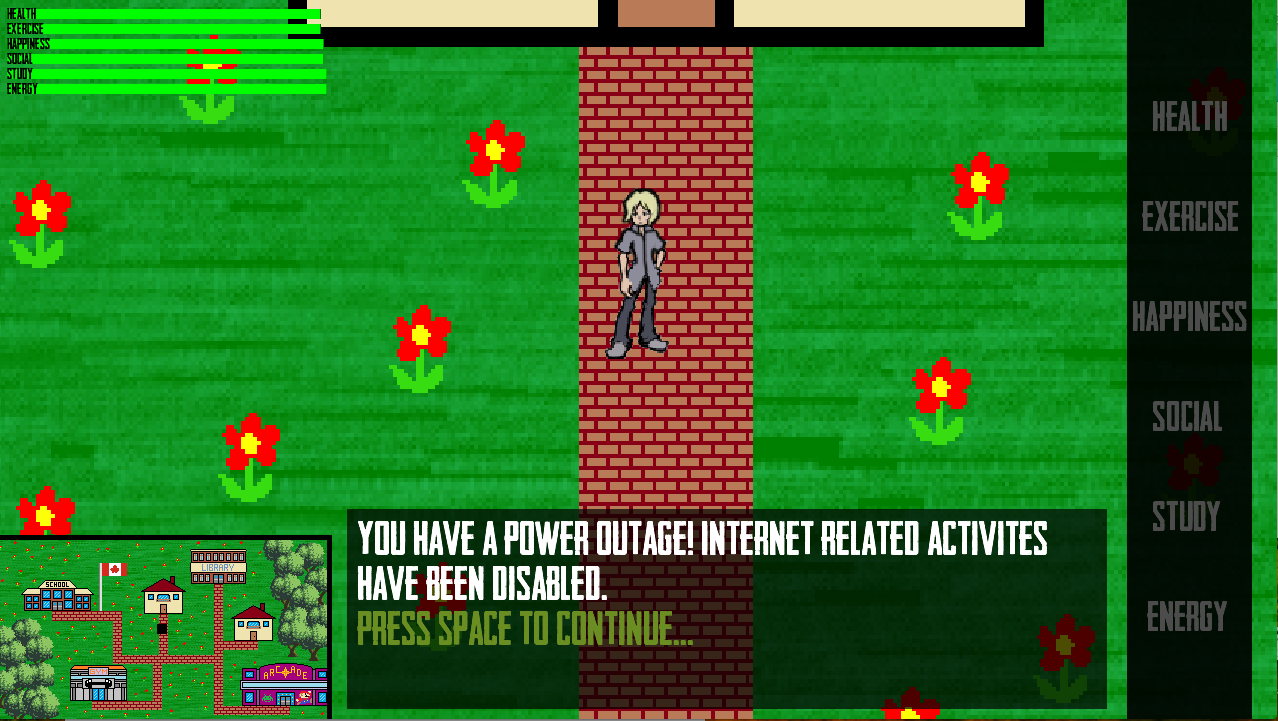 HEALTH
EXERCISE
HAPPINESS
SOCIAL
STUDY
ENERGY
HEALTH
EXERCISE
HAPPINESS
SOCIAL
STUDY
ENERGY
YOU HAVE A POWER OUTAGE! INTERNET RELATED ACTIVITES
HAVE BEEN DISABLED.
PRESS SPACE TO CONTINUE...
LIBRARY
SCHOOL
ARCADE